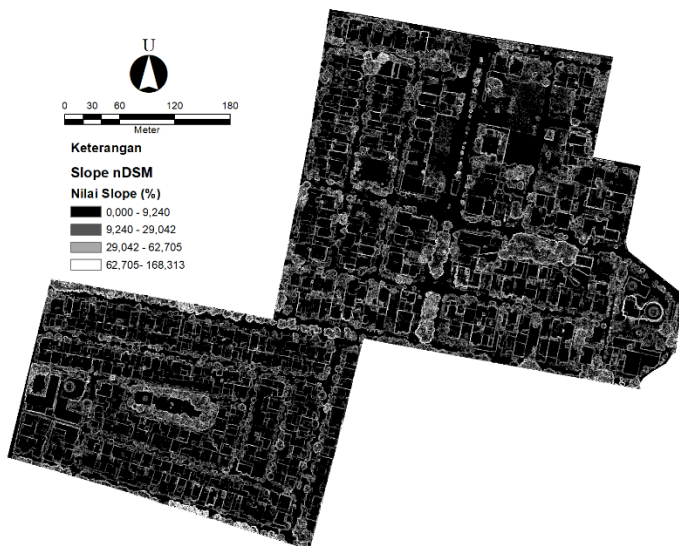 U
0 30 60 120 180
Meter
Keterangan
Slope nDSM
Nilai Slope (%)
0,000 - 9,240
9,240 - 29,042
29,042 - 62,705
62,705- 168,313